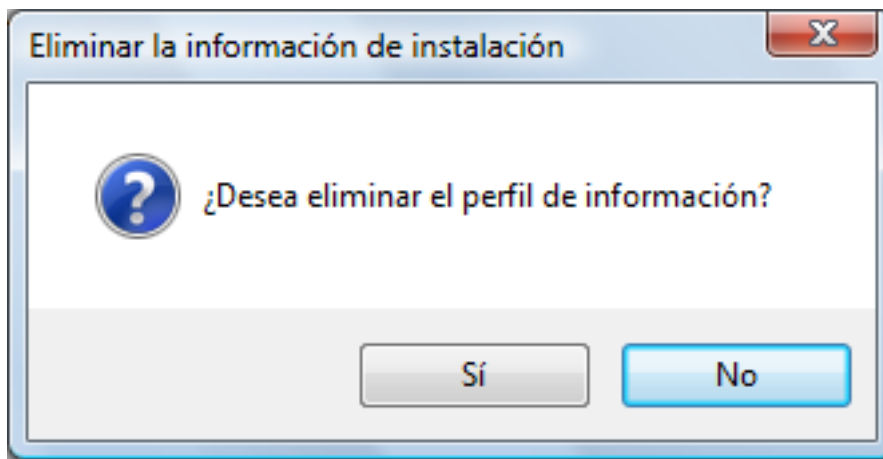 Eliminar la información de instalación
¿Desea eliminar el perfil de información?
Sí
No